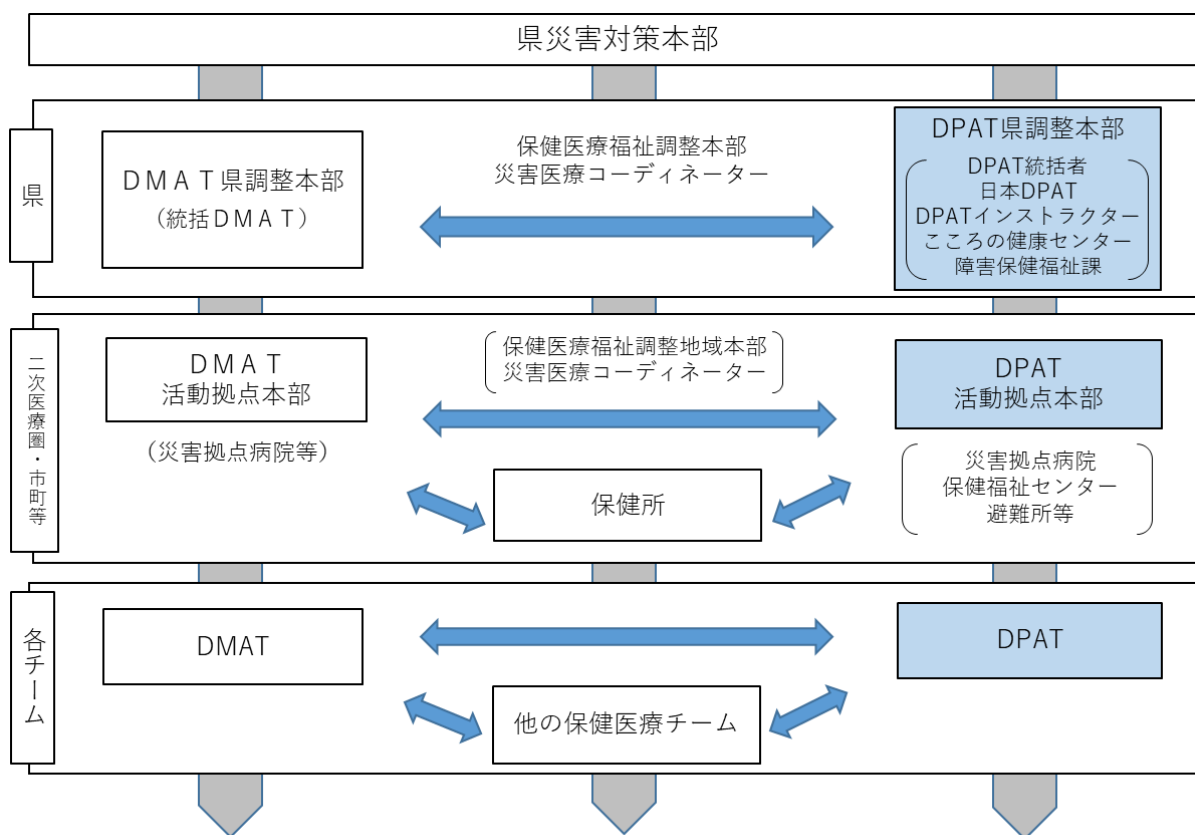 県災害対策本部
県
DMAT県調整本部
（統括DMAT）
保健医療福祉調整本部
災害医療コーディネーター
DPAT県調整本部
DPAT統括者
日本DPAT
DPATインストラクター
こころの健康センター
障害保健福祉課
二次医療圏・市町等
DMAT
活動拠点本部
（災害拠点病院等）
保健医療福祉調整地域本部
災害医療コーディネーター
保健所
DPAT
活動拠点本部
災害拠点病院
保健福祉センター
避難所等
各チーム
DMAT
他の保健医療チーム
DPAT